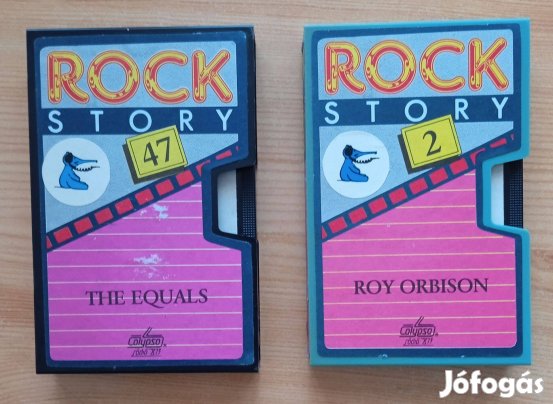 ROCK
STORY
47
THE EQUALS
Calypso
ROCK
STORY
2
ROY ORBISON
Calypso
Jófogás